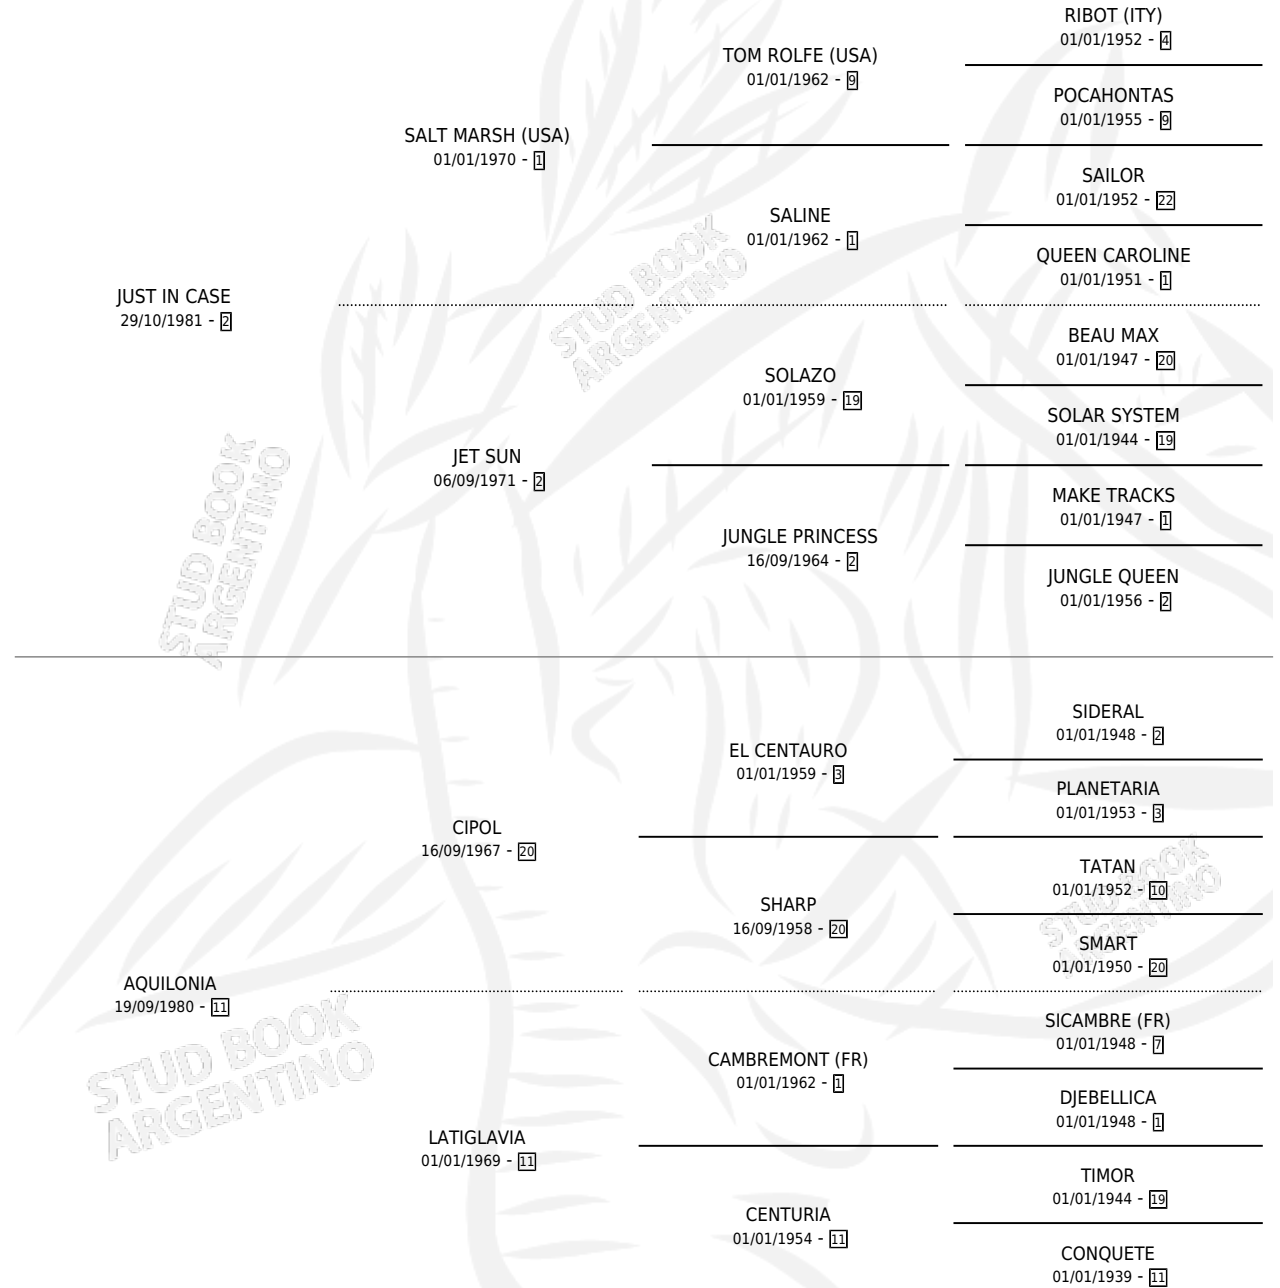 RIBOT (ITY)
01/01/1952 - 4
TOM ROLFE (USA)
01/01/1962 - 9
POCAHONTAS
01/01/1955 - 9
SALT MARSH (USA)
01/01/1970 - 1
SAILOR
01/01/1952 - 22
SALINE
01/01/1962 - 1
QUEEN CAROLINE
01/01/1951 - 1
JUST IN CASE
29/10/1981 - 2
STUD BOOK
ARGENTINO
BEAU MAX
01/01/1947 - 20
SOLAZO
01/01/1959 - 19
SOLAR SYSTEM
01/01/1944 - 19
JET SUN
06/09/1971 - 2
MAKE TRACKS
01/01/1947 - 1
JUNGLE PRINCESS
16/09/1964 - 2
JUNGLE QUEEN
01/01/1956 - 2
STUD BOOK
ARGENTINO
SIDERAL
01/01/1948 - 2
EL CENTAURO
01/01/1959 - 3
PLANETARIA
01/01/1953 - 3
CIPOL
16/09/1967 - 20
TATAN
01/01/1952 - 10
SHARP
16/09/1958 - 20
SMART
01/01/1950 - 20
STUD BOOK
ARGENTINO
AQUILONIA
19/09/1980 - 11
SICAMBRE (FR)
01/01/1948 - 7
CAMBREMONT (FR)
01/01/1962 - 1
DJEBELLICA
01/01/1948 - 1
STUD BOOK
ARGENTINO
LATIGLAVIA
01/01/1969 - 11
TIMOR
01/01/1944 - 19
CENTURIA
01/01/1954 - 11
CONQUETE
01/01/1939 - 11